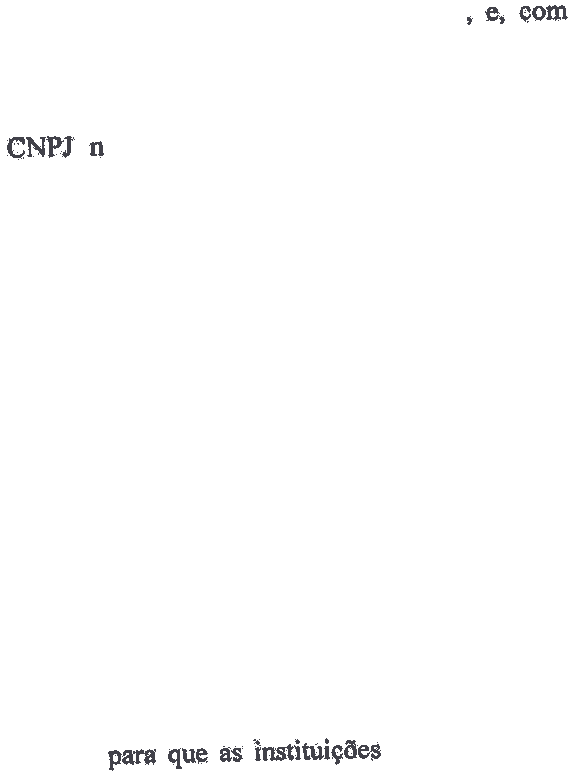 , e, com
CNPJ n
para que as instituições